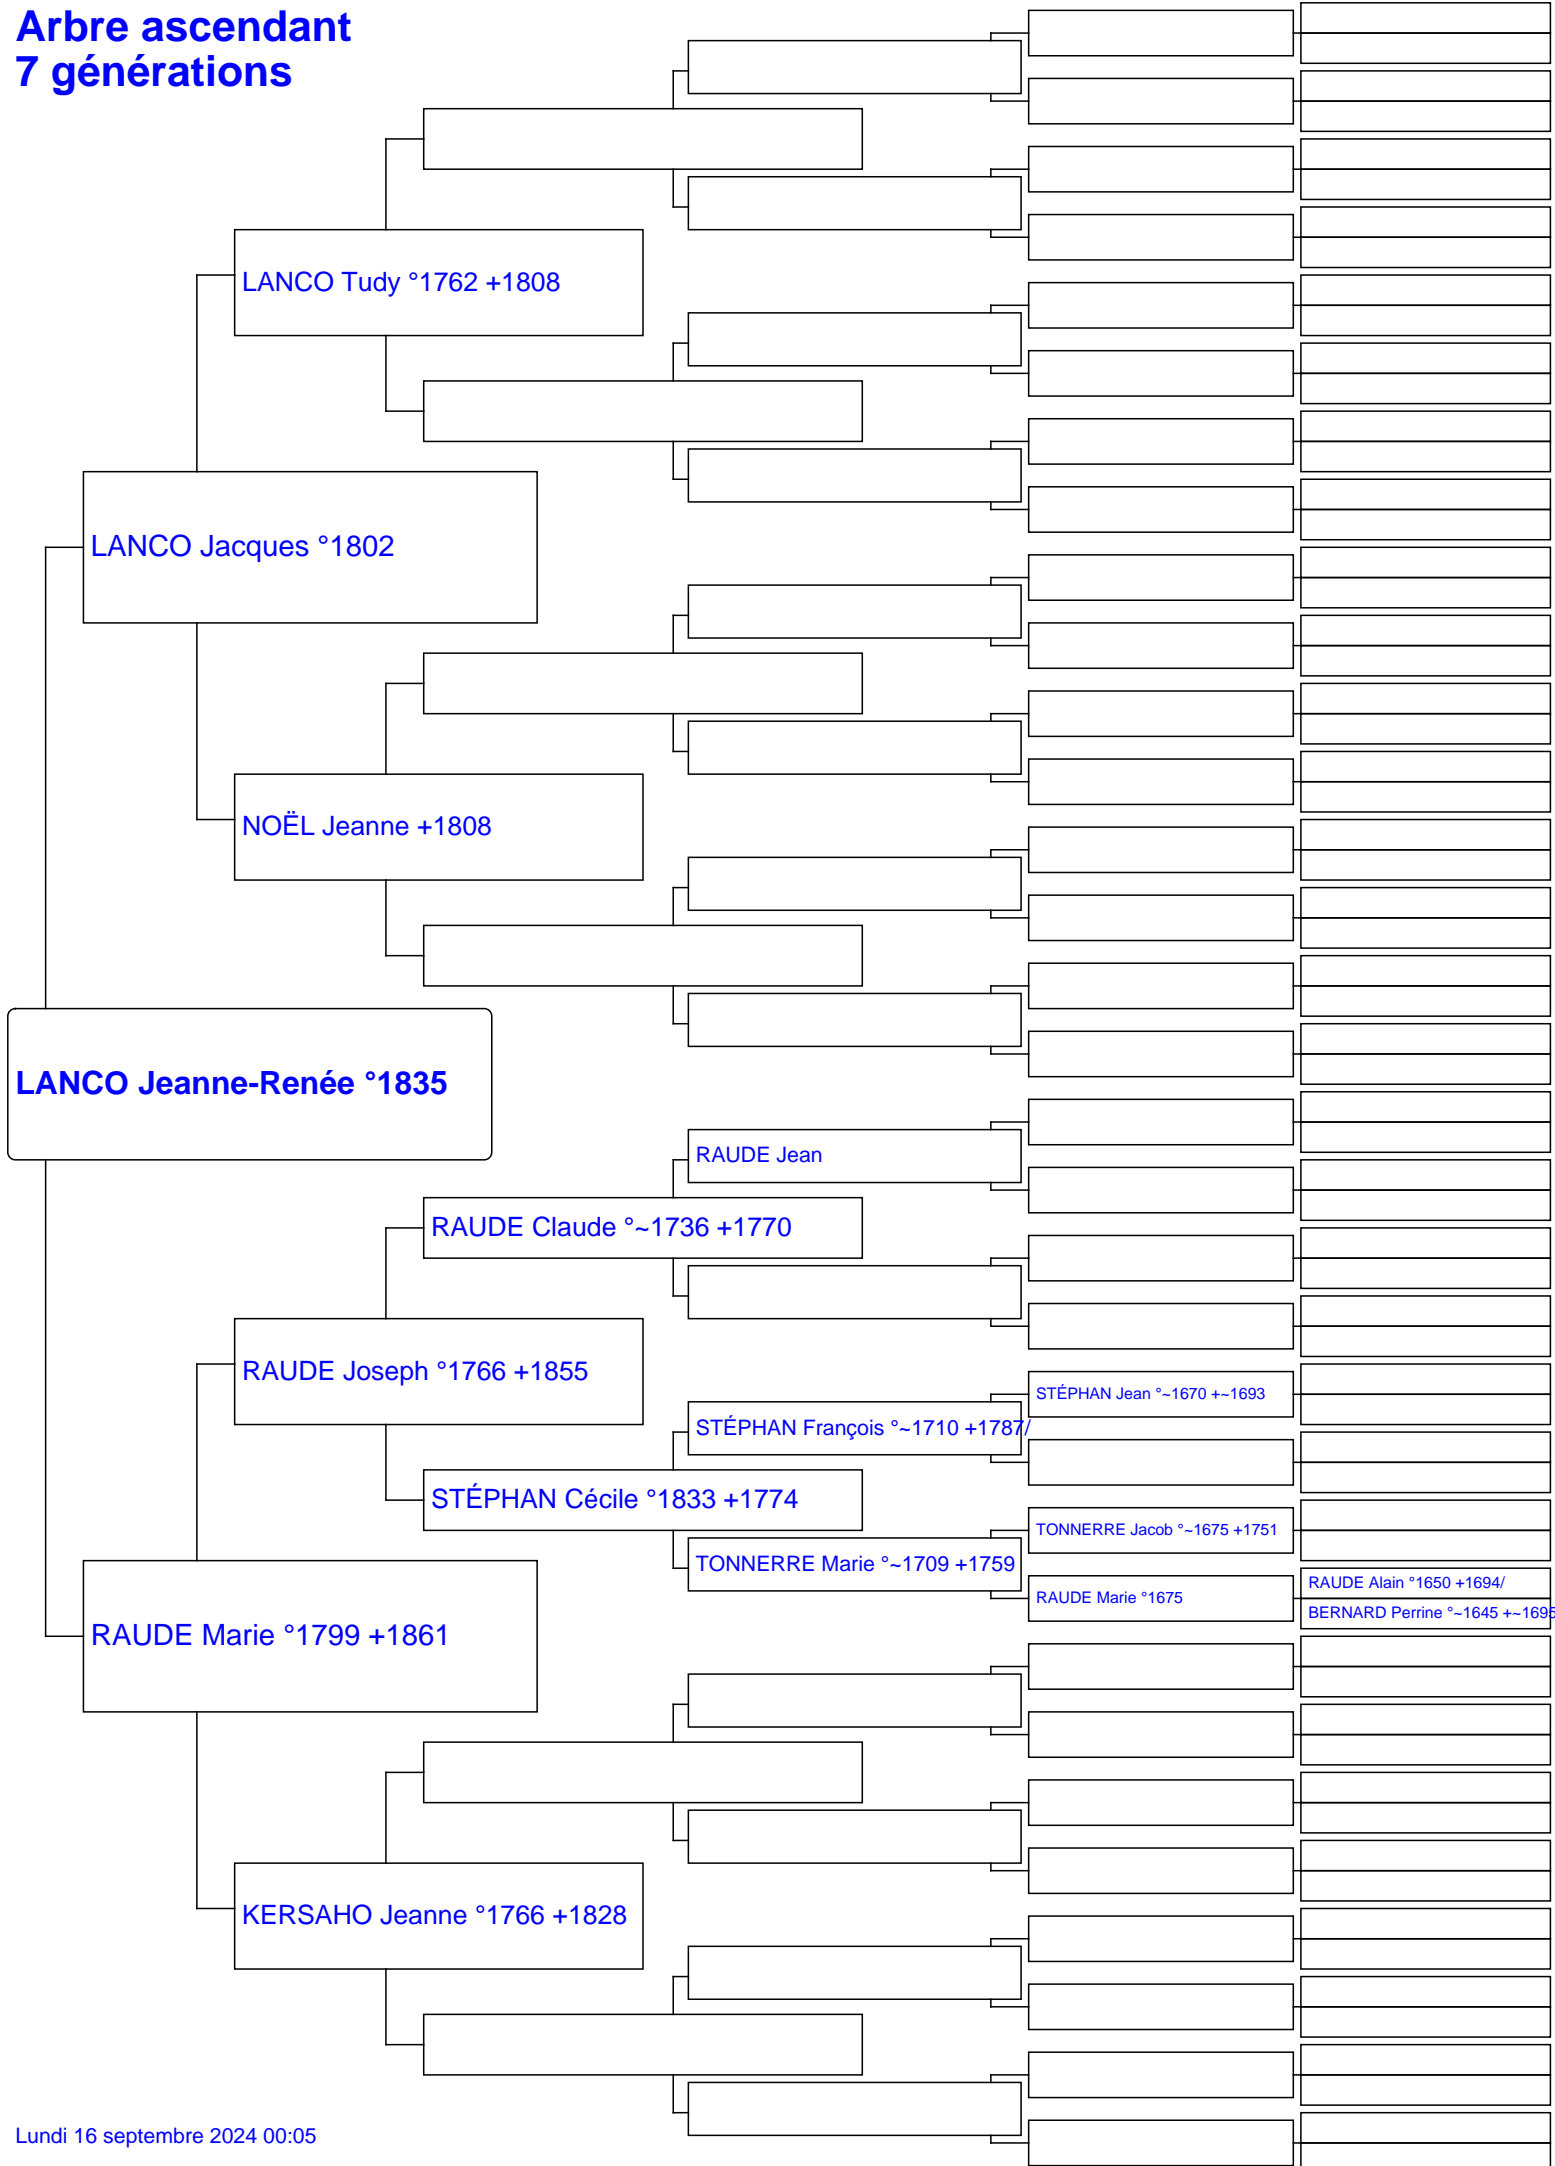 Arbre ascendant
7 générations
LANCO Tudy °1762 +1808
LANCO Jacques °1802
NOËL Jeanne +1808
LANCO Jeanne-Renée °1835
RAUDE Jean
RAUDE Claude °~1736 +1770
RAUDE Joseph °1766 +1855
STÉPHAN Jean °~1670 +~1693
STÉPHAN François °~1710 +1787/
STÉPHAN Cécile °1833 +1774
TONNERRE Jacob °~1675 +1751
TONNERRE Marie °~1709 +1759
RAUDE Alain °1650 +1694/
RAUDE Marie °1675
BERNARD Perrine °~1645 +~1695
RAUDE Marie °1799 +1861
KERSAHO Jeanne °1766 +1828
Lundi 16 septembre 2024 00:05